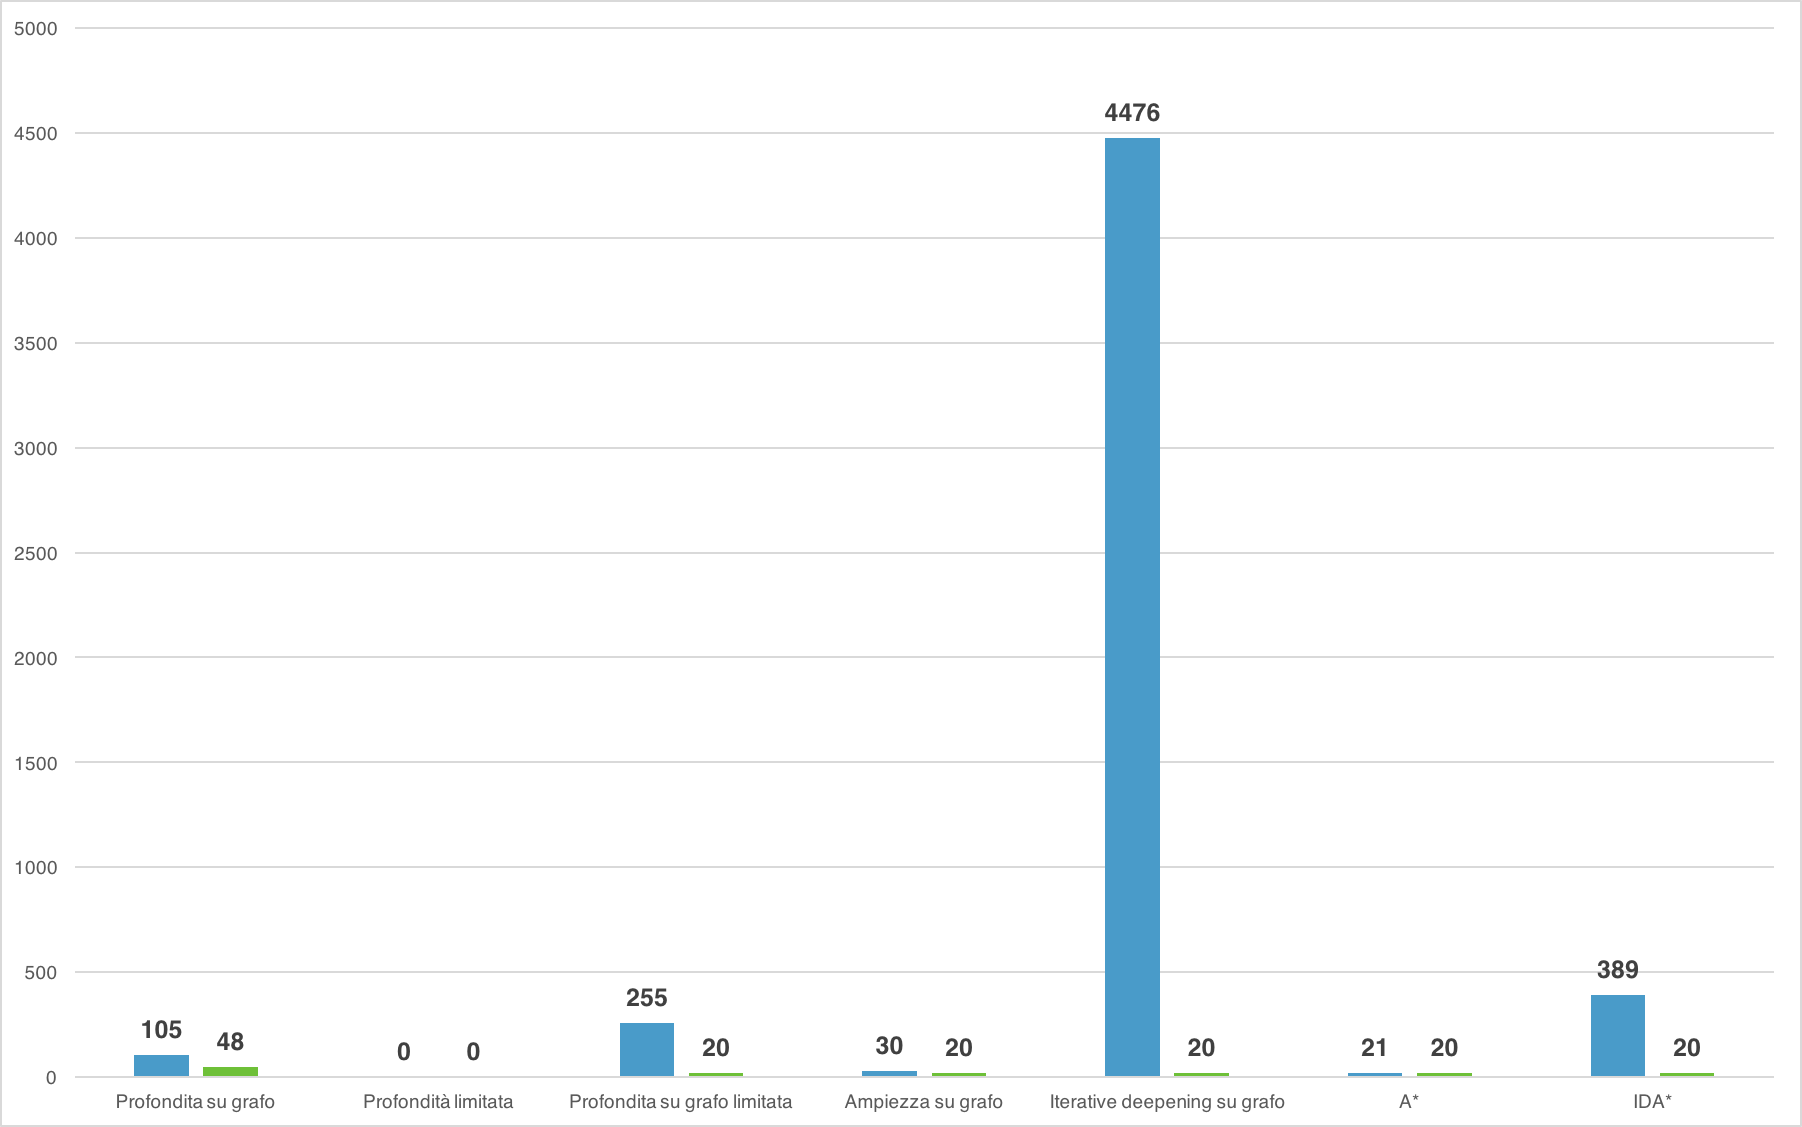 5000
4500
4000
3500
3000
2500
2000
1500
1000
500
0
105 48
0 0
255 20
30 20
4476 20
21 20
389 20
Profondita su grafo
Profondità limitata
Profondita su grafo limitata
Ampiezza su grafo
Iterative deepening su grafo
A*
IDA*